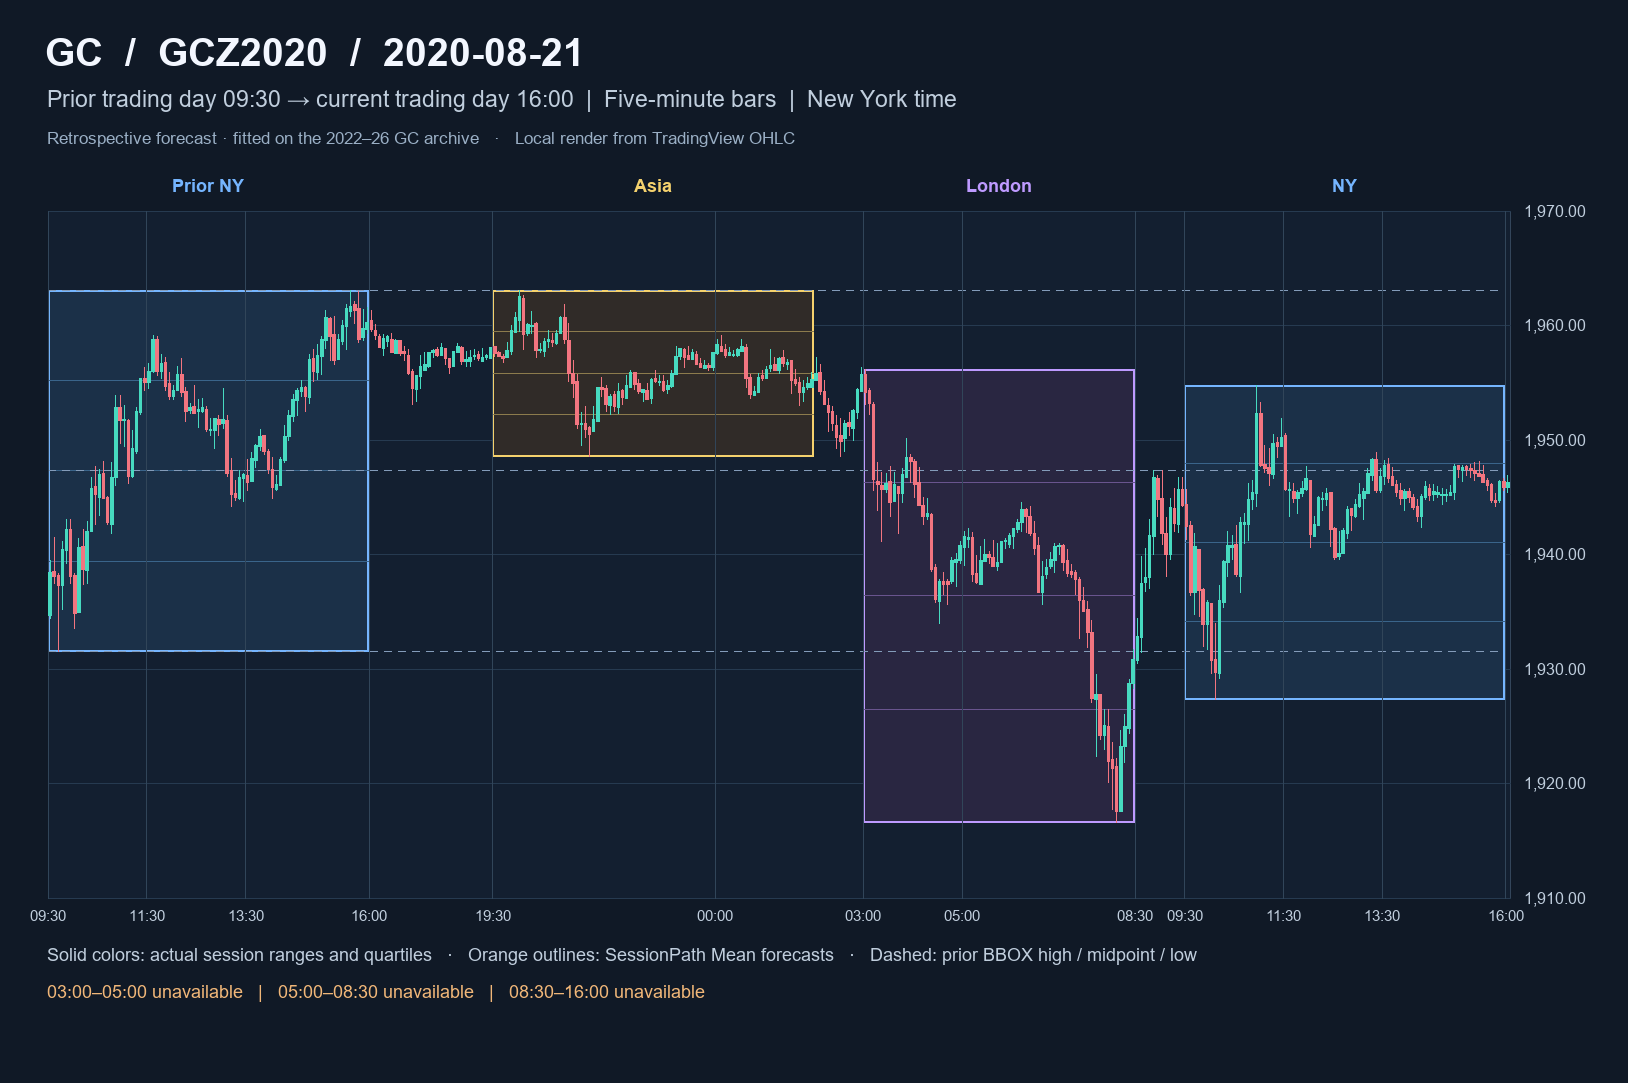 GC / GCZ2020 / 2020-08-21
Prior trading day 09:30 → current trading day 16:00 | Five-minute bars | New York time
Retrospective forecast · fitted on the 2022–26 GC archive · Local render from TradingView OHLC
Prior NY Asia London NY
1,970.00
1,960.00
1,950.00
1,940.00
1,930.00
1,920.00
1,910.00
09:30 11:30 13:30 16:00 19:30 00:00 03:00 05:00 08:30 09:30 11:30 13:30 16:00
Solid colors: actual session ranges and quartiles · Orange outlines: SessionPath Mean forecasts · Dashed: prior BBOX high / midpoint / low
03:00–05:00 unavailable | 05:00–08:30 unavailable | 08:30–16:00 unavailable